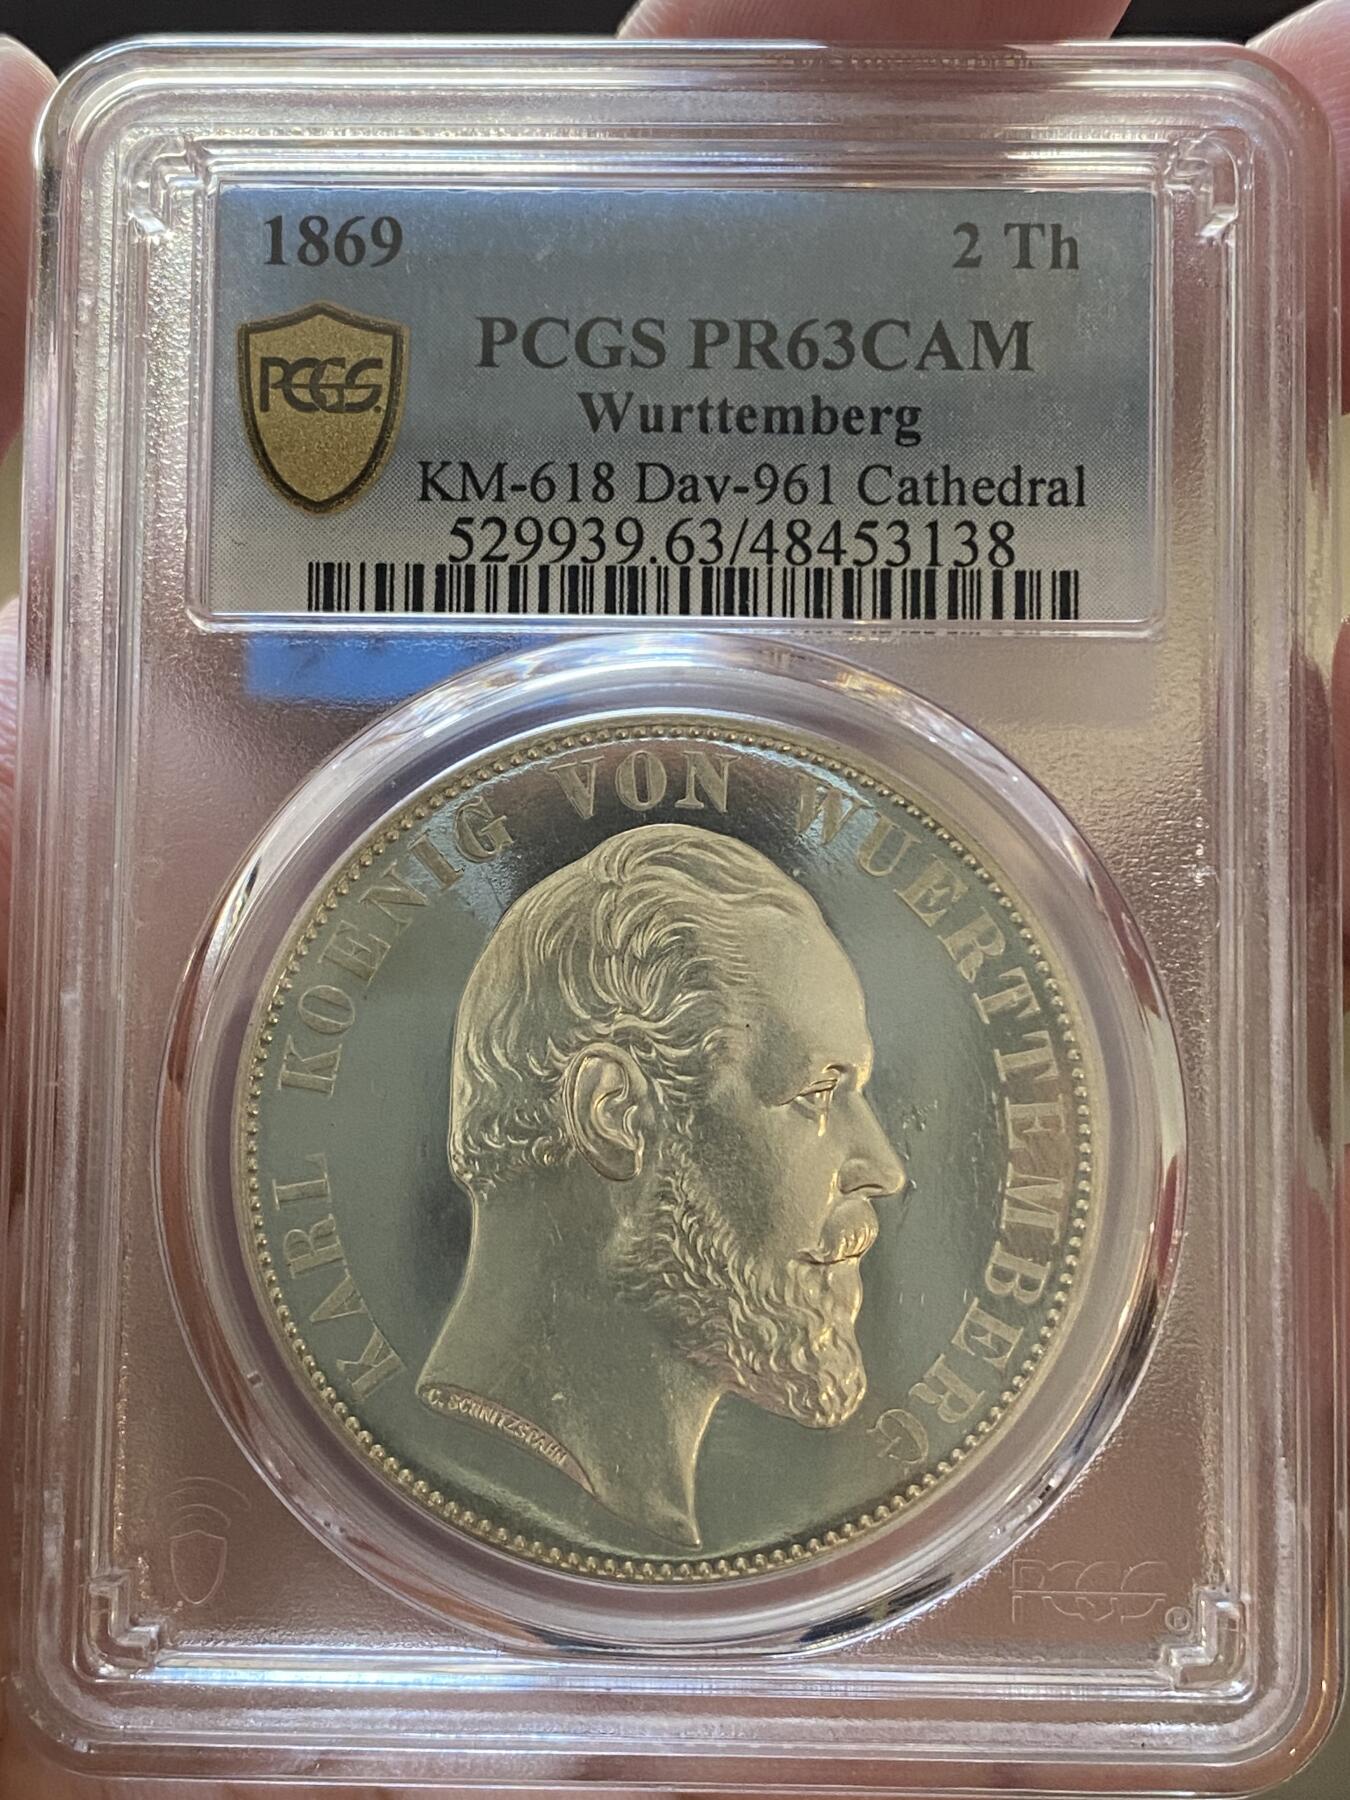 1869 2 Th
PCGS PR63CAM
PCGS
Wurttemberg
KM-618 Dav-961 Cathedral
529939.63/48453138
KARL KOENIG VON WUERTTEMBERG
C. SCHNITZSPAHN
PCGS®